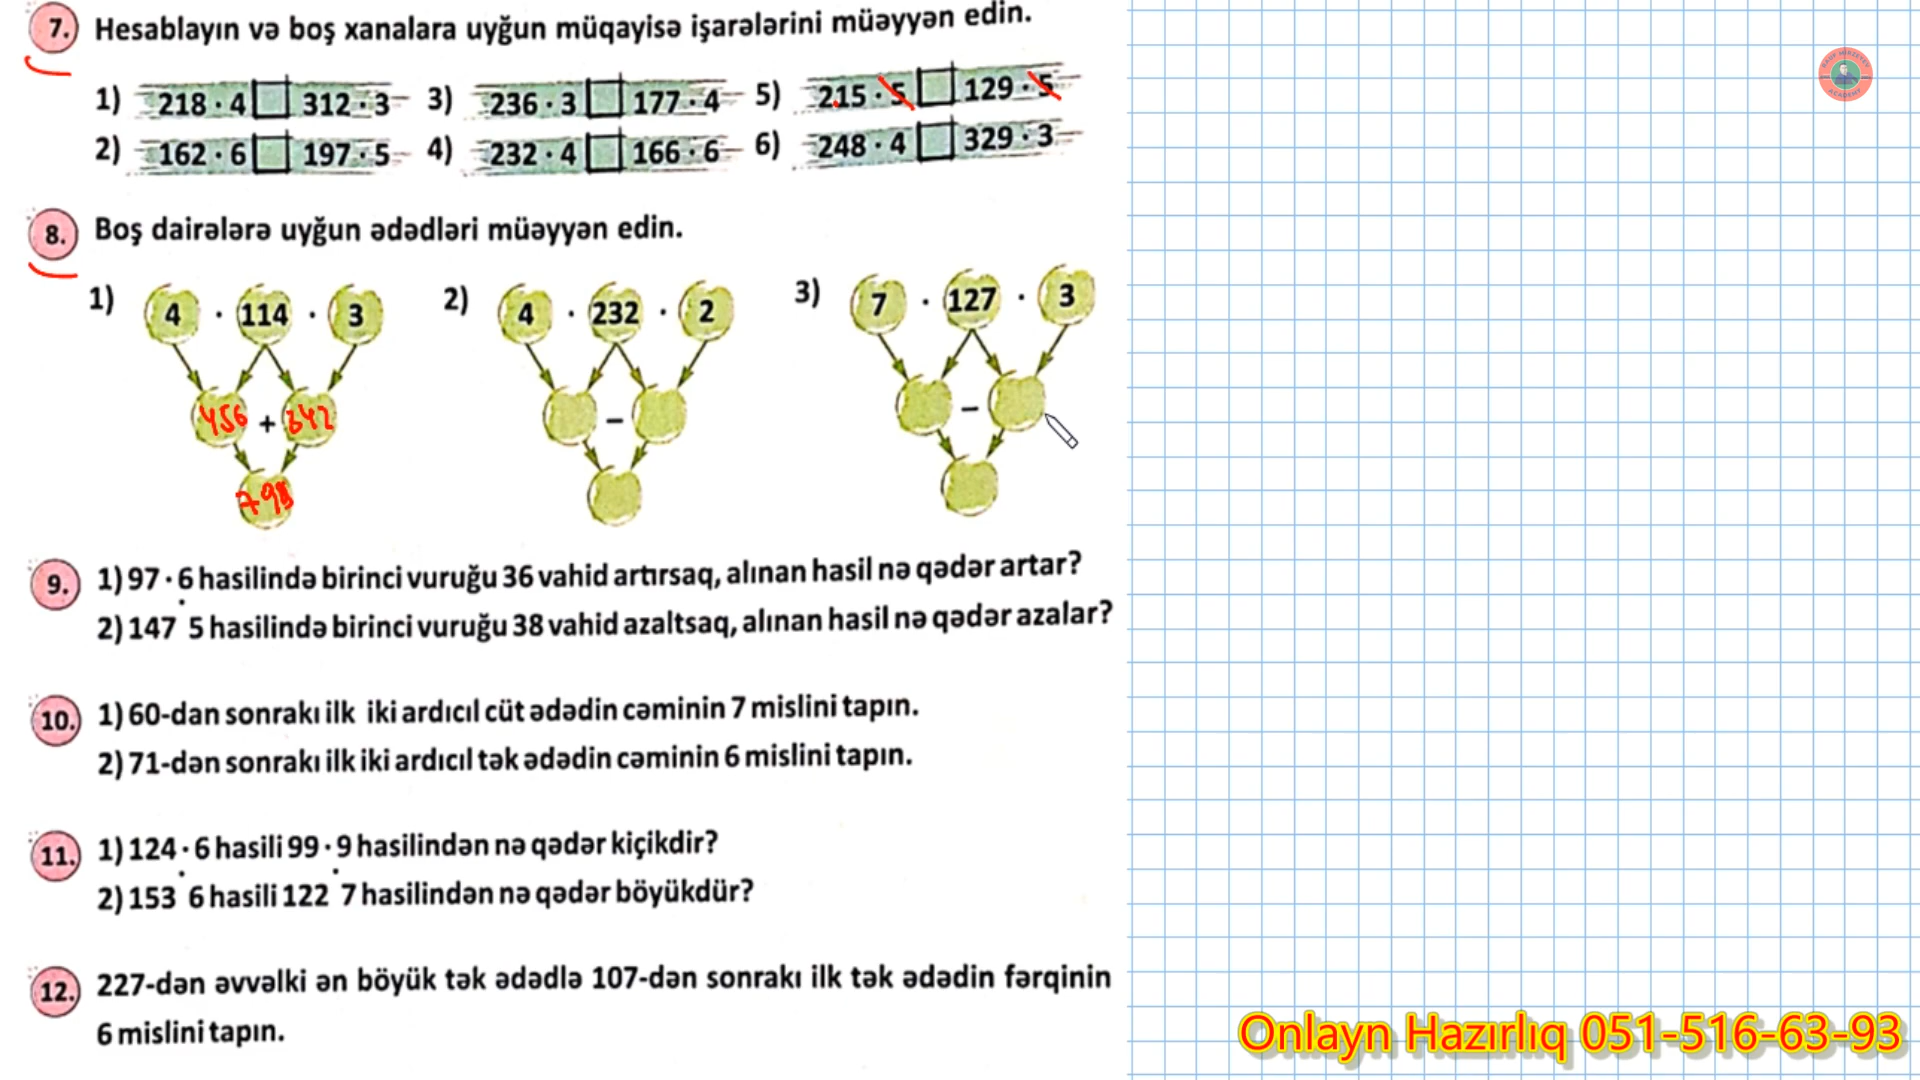 7. Hesablayın və boş xanalara uyğun müqayisə işarələrini müəyyən edin.
1) 218 · 4 □ 312 · 3 3) 236 · 3 □ 177 · 4 5) 215 · 5 □ 129 · 5
2) 162 · 6 □ 197 · 5 4) 232 · 4 □ 166 · 6 6) 248 · 4 □ 329 · 3
8. Boş dairələrə uyğun ədədləri müəyyən edin.
1) 4 · 114 · 3 2) 4 · 232 · 2 3) 7 · 127 · 3
456 + 342 − −
798
9. 1) 97 · 6 hasilində birinci vuruğu 36 vahid artırsaq, alınan hasil nə qədər artar?
2) 147 · 5 hasilində birinci vuruğu 38 vahid azaltsaq, alınan hasil nə qədər azalar?
10. 1) 60-dan sonrakı ilk iki ardıcıl cüt ədədin cəminin 7 mislini tapın.
2) 71-dən sonrakı ilk iki ardıcıl tək ədədin cəminin 6 mislini tapın.
11. 1) 124 · 6 hasili 99 · 9 hasilindən nə qədər kiçikdir?
2) 153 · 6 hasili 122 · 7 hasilindən nə qədər böyükdür?
12. 227-dən əvvəlki ən böyük tək ədədlə 107-dən sonrakı ilk tək ədədin fərqinin
6 mislini tapın.
Onlayn Hazırlıq 051-516-63-93